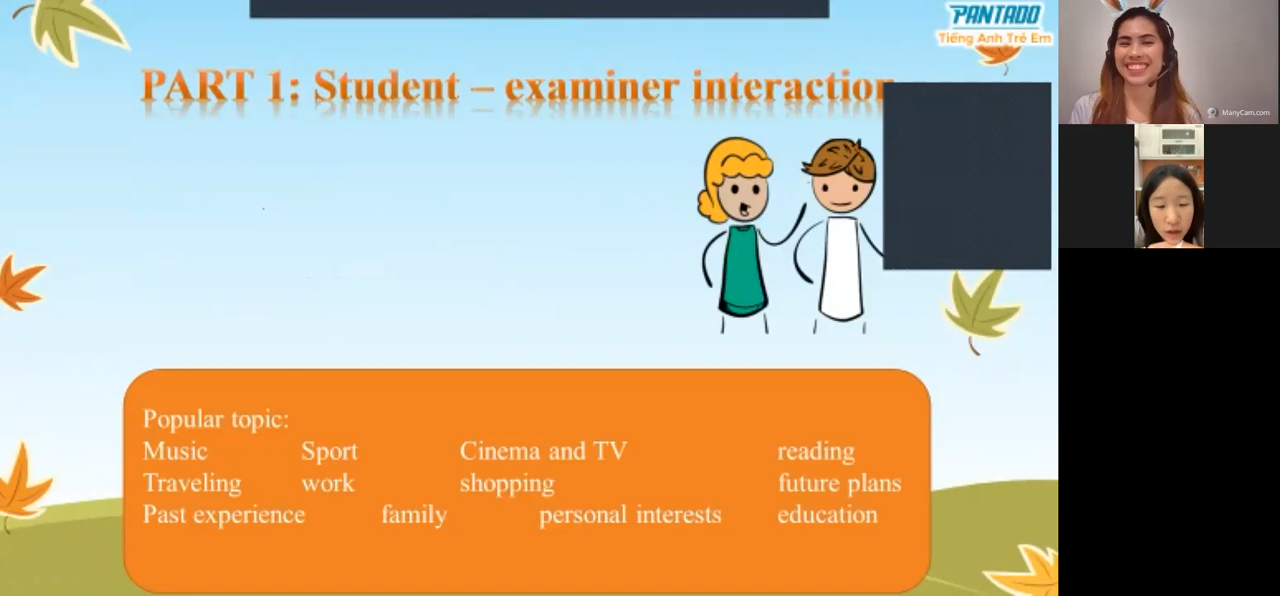 PANTADO
Tiếng Anh Trẻ Em
PART 1: Student – examiner interaction
ManyCam.com
Popular topic:
Music Sport Cinema and TV reading
Traveling work shopping future plans
Past experience family personal interests education